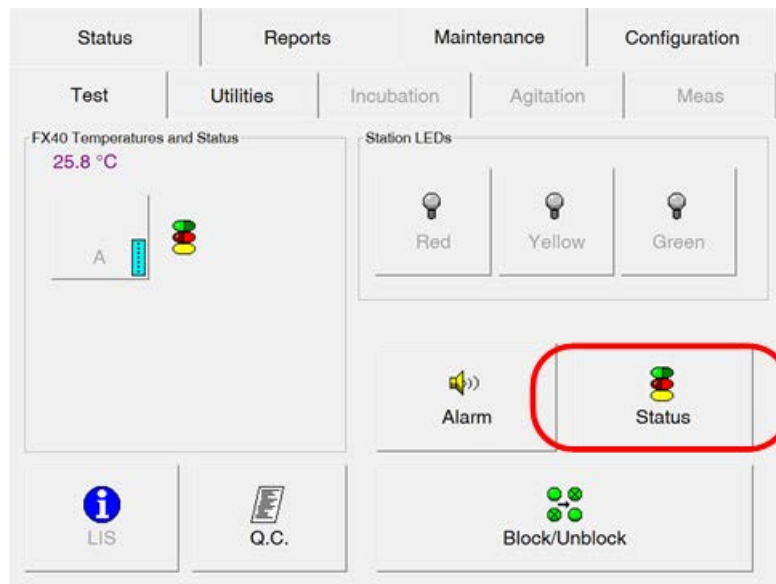 Status
Reports
Maintenance
Configuration
Test
Utilities
Incubation
Agitation
Meas
FX40 Temperatures and Status
25.8 °C
A
Station LEDs
Red
Yellow
Green
Alarm
Status
LIS
Q.C.
Block/Unblock